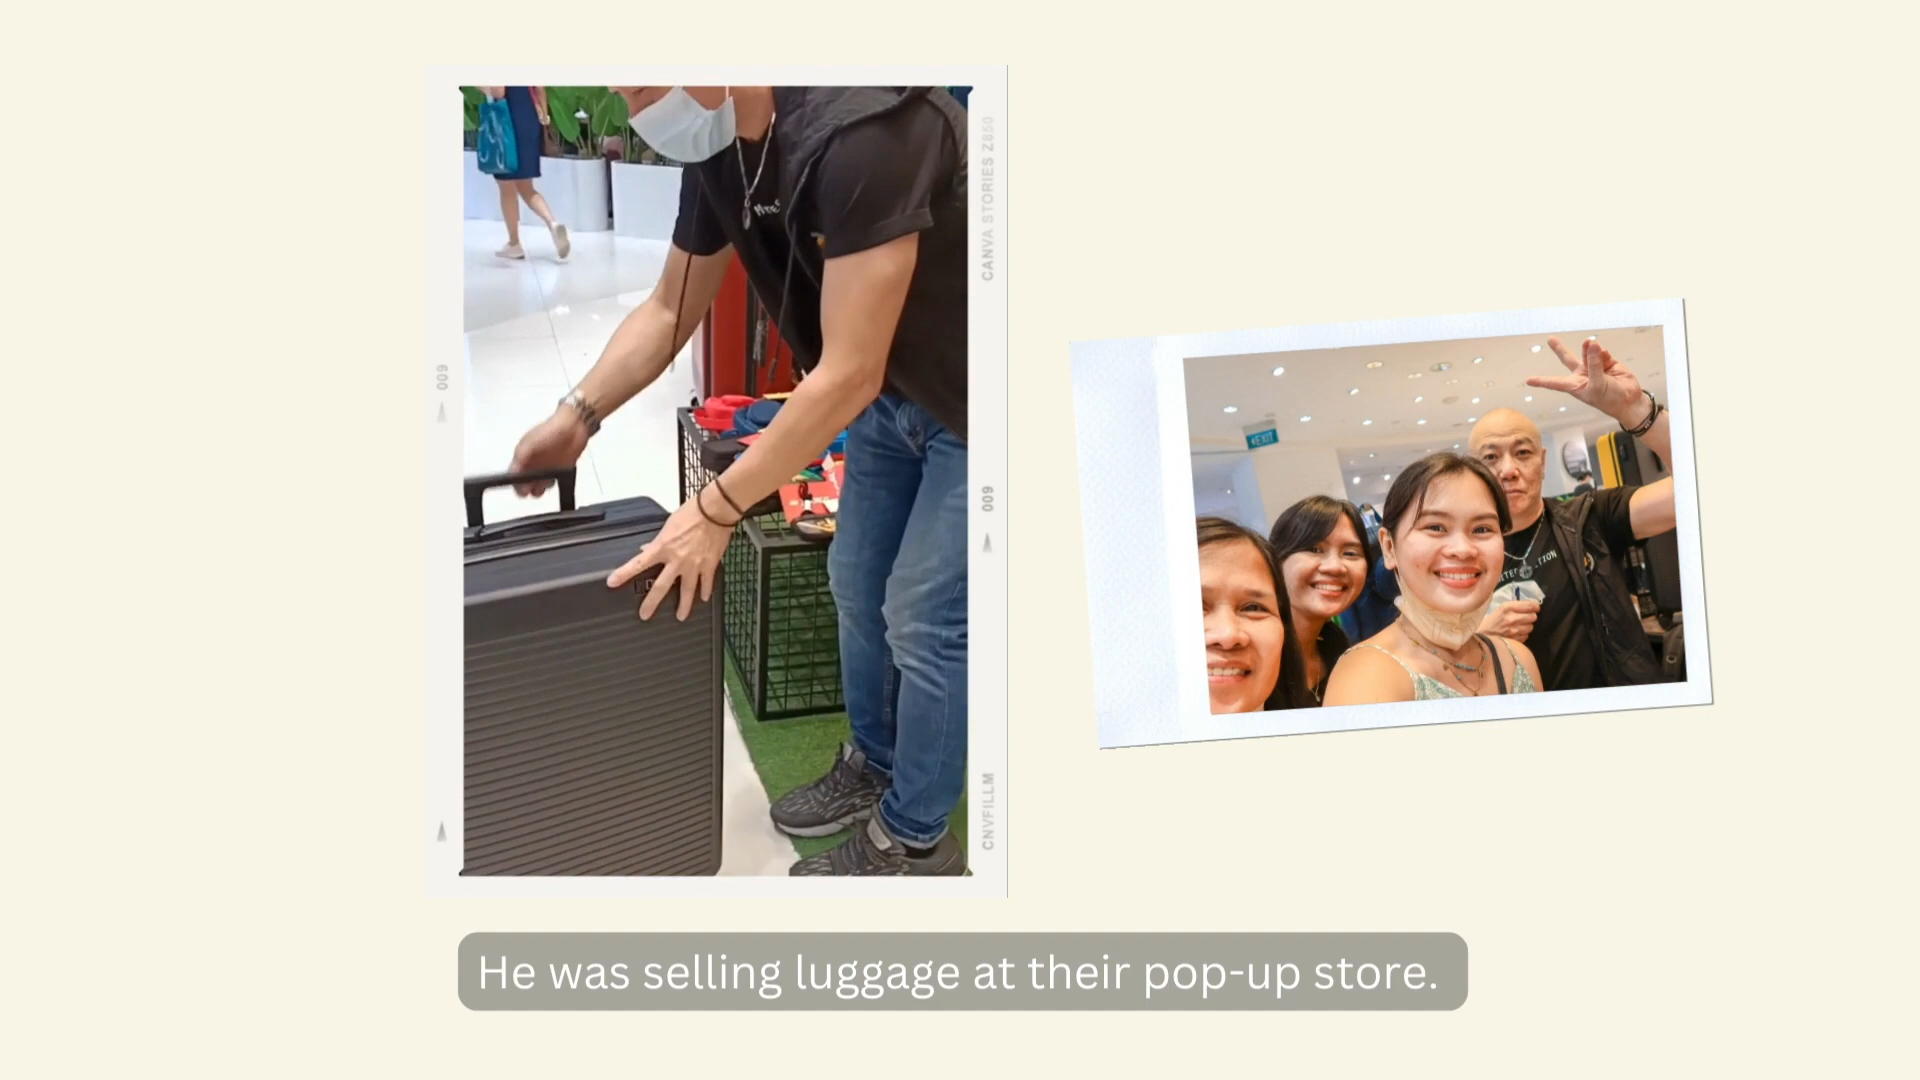 CANVA STORIES Z850
009
009
CNVFILLM
EXIT
He was selling luggage at their pop-up store.